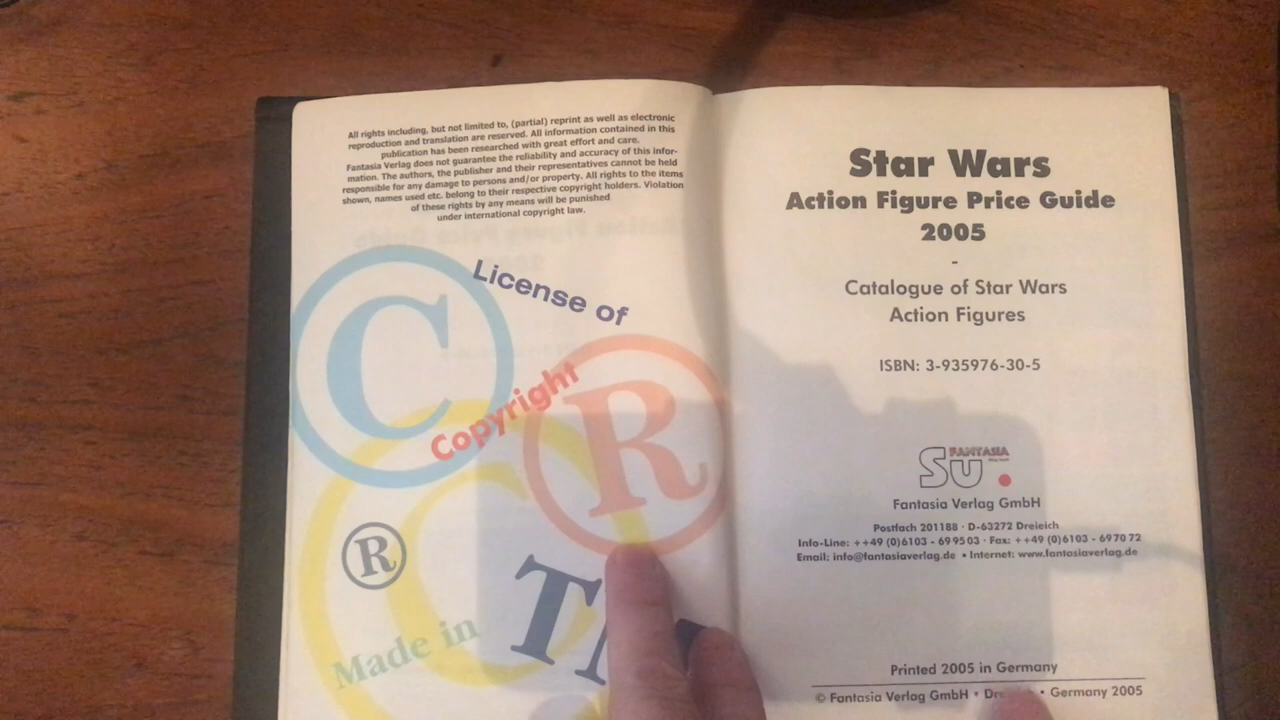 All rights including, but not limited to, (partial) reprint as well as electronic
reproduction and translation are reserved. All information contained in this
publication has been researched with great effort and care.
Fantasia Verlag does not guarantee the reliability and accuracy of this infor-
mation. The authors, the publisher and their representatives cannot be held
responsible for any damage to persons and/or property. All rights to the items
shown, names used etc. belong to their respective copyright holders. Violation
of these rights by any means will be punished
under international copyright law.
License of
C
Copyright
R
C
®
T
Made in
Star Wars
Action Figure Price Guide
2005
-
Catalogue of Star Wars
Action Figures
ISBN: 3-935976-30-5
SU FANTASIA
Fantasia Verlag GmbH
Postfach 201188 · D-63272 Dreieich
Info-Line: ++49 (0)6103 - 699503 · Fax: ++49 (0)6103 - 697072
Email: info@fantasiaverlag.de • Internet: www.fantasiaverlag.de
Printed 2005 in Germany
© Fantasia Verlag GmbH • • Germany 2005